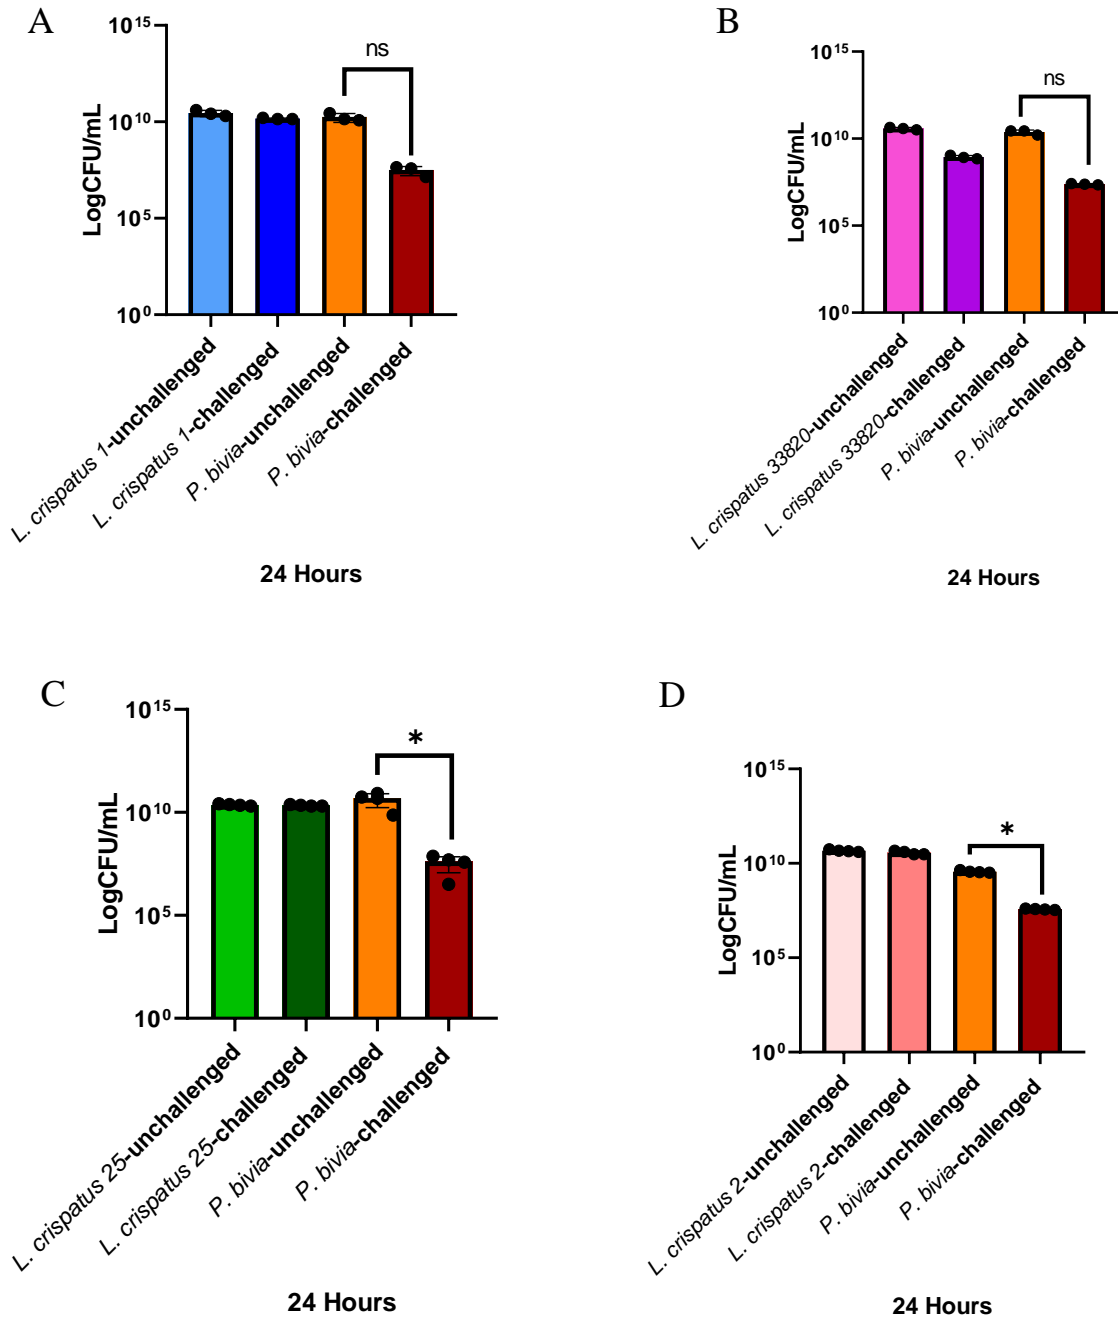 A
LogCFU/mL
10¹⁵
10¹⁰
10⁵
10⁰
ns
L. crispatus 1-unchallenged
L. crispatus 1-challenged
P. bivia-unchallenged
P. bivia-challenged
24 Hours
B
LogCFU/mL
10¹⁵
10¹⁰
10⁵
10⁰
ns
L. crispatus 33820-unchallenged
L. crispatus 33820-challenged
P. bivia-unchallenged
P. bivia-challenged
24 Hours
C
LogCFU/mL
10¹⁵
10¹⁰
10⁵
10⁰
*
L. crispatus 25-unchallenged
L. crispatus 25-challenged
P. bivia-unchallenged
P. bivia-challenged
24 Hours
D
LogCFU/mL
10¹⁵
10¹⁰
10⁵
10⁰
*
L. crispatus 2-unchallenged
L. crispatus 2-challenged
P. bivia-unchallenged
P. bivia-challenged
24 Hours